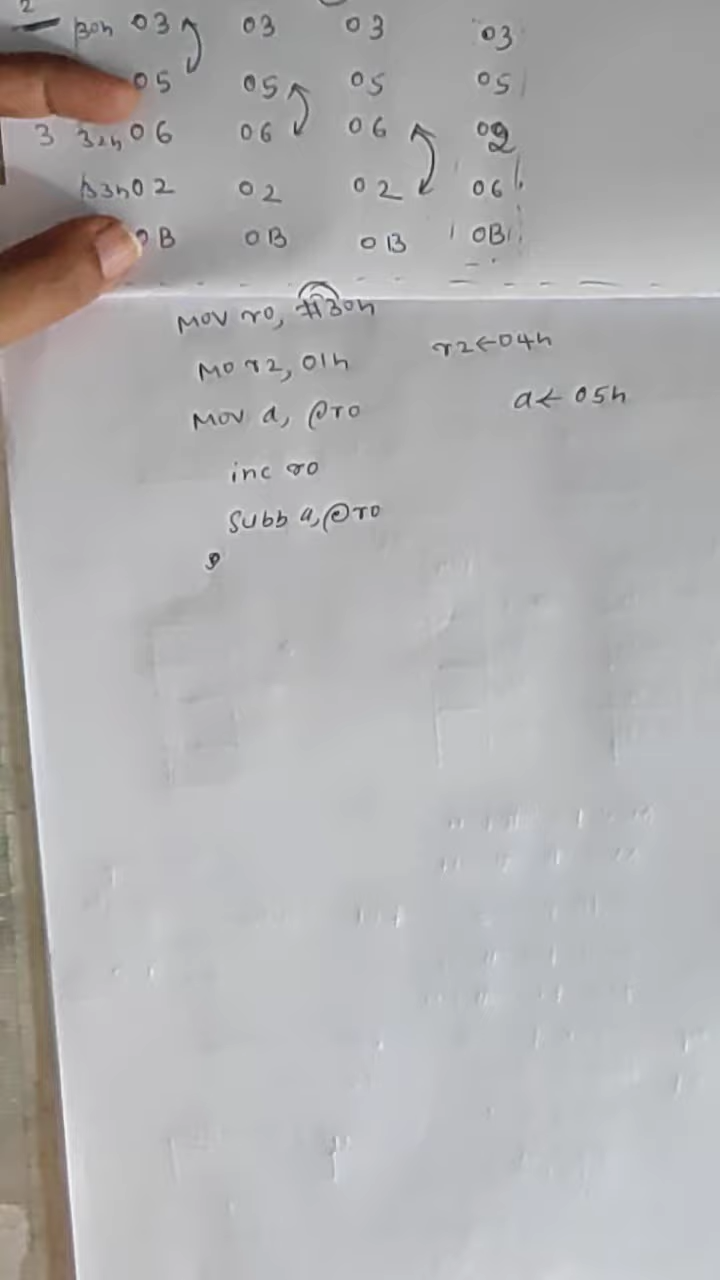 2
30h 03 03 03 03
05 05 05 05
3 32h 06 06 06 02
33h 02 02 02 06
0B 0B 0B 0B
Mov r0, #30h
Mo r2, 01h r2←04h
Mov a, @r0 a← 05h
inc r0
Subb a,@r0